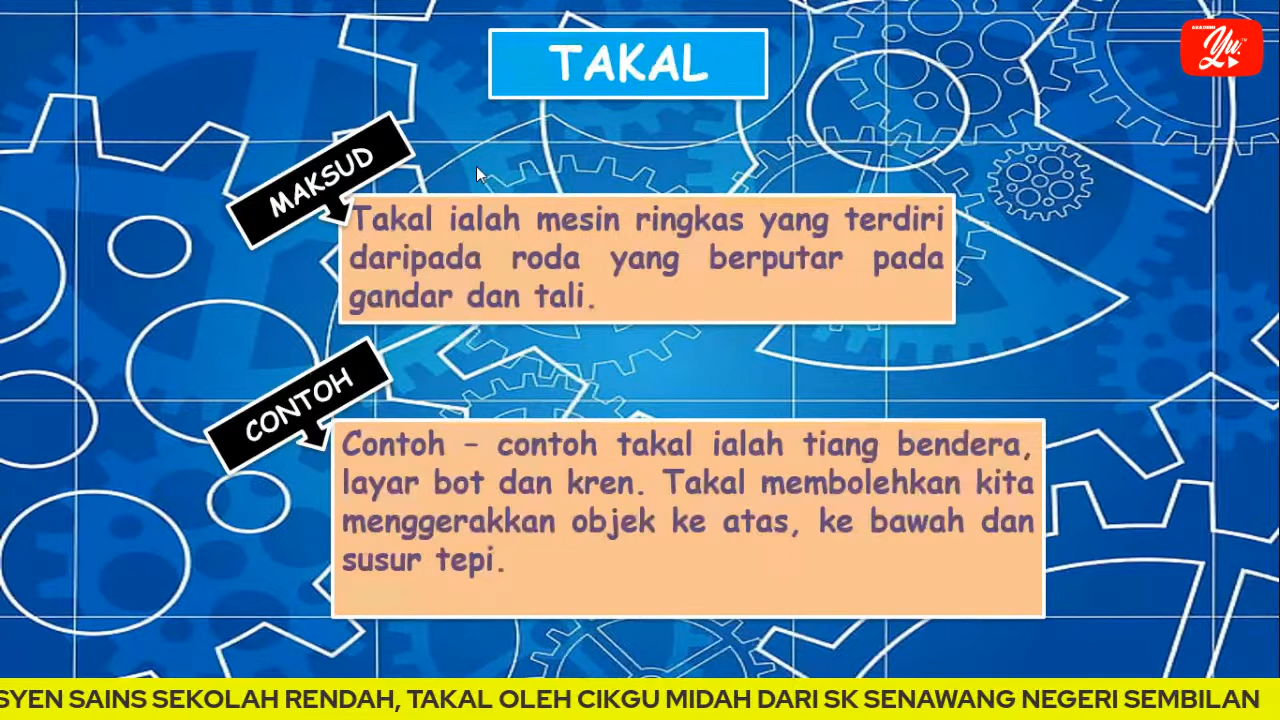 TAKAL
AKADEMI
Yu.
MAKSUD
Takal ialah mesin ringkas yang terdiri
daripada roda yang berputar pada
gandar dan tali.
CONTOH
Contoh – contoh takal ialah tiang bendera,
layar bot dan kren. Takal membolehkan kita
menggerakkan objek ke atas, ke bawah dan
susur tepi.
SYEN SAINS SEKOLAH RENDAH, TAKAL OLEH CIKGU MIDAH DARI SK SENAWANG NEGERI SEMBILAN